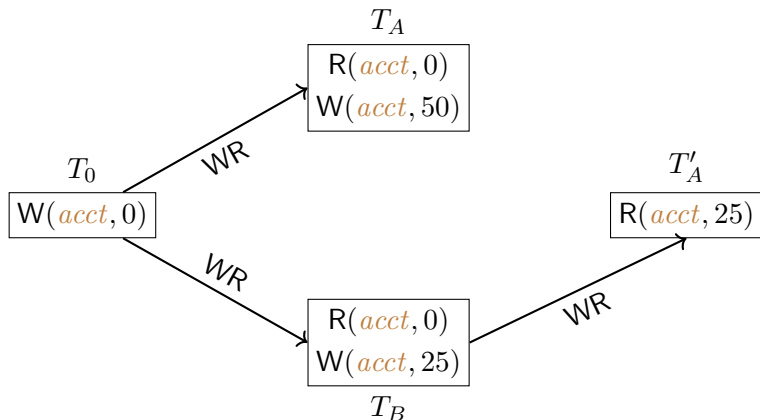 T_A
R(acct, 0)
W(acct, 50)
WR
T_0
W(acct, 0)
T'_A
R(acct, 25)
WR
R(acct, 0)
W(acct, 25)
WR
T_B